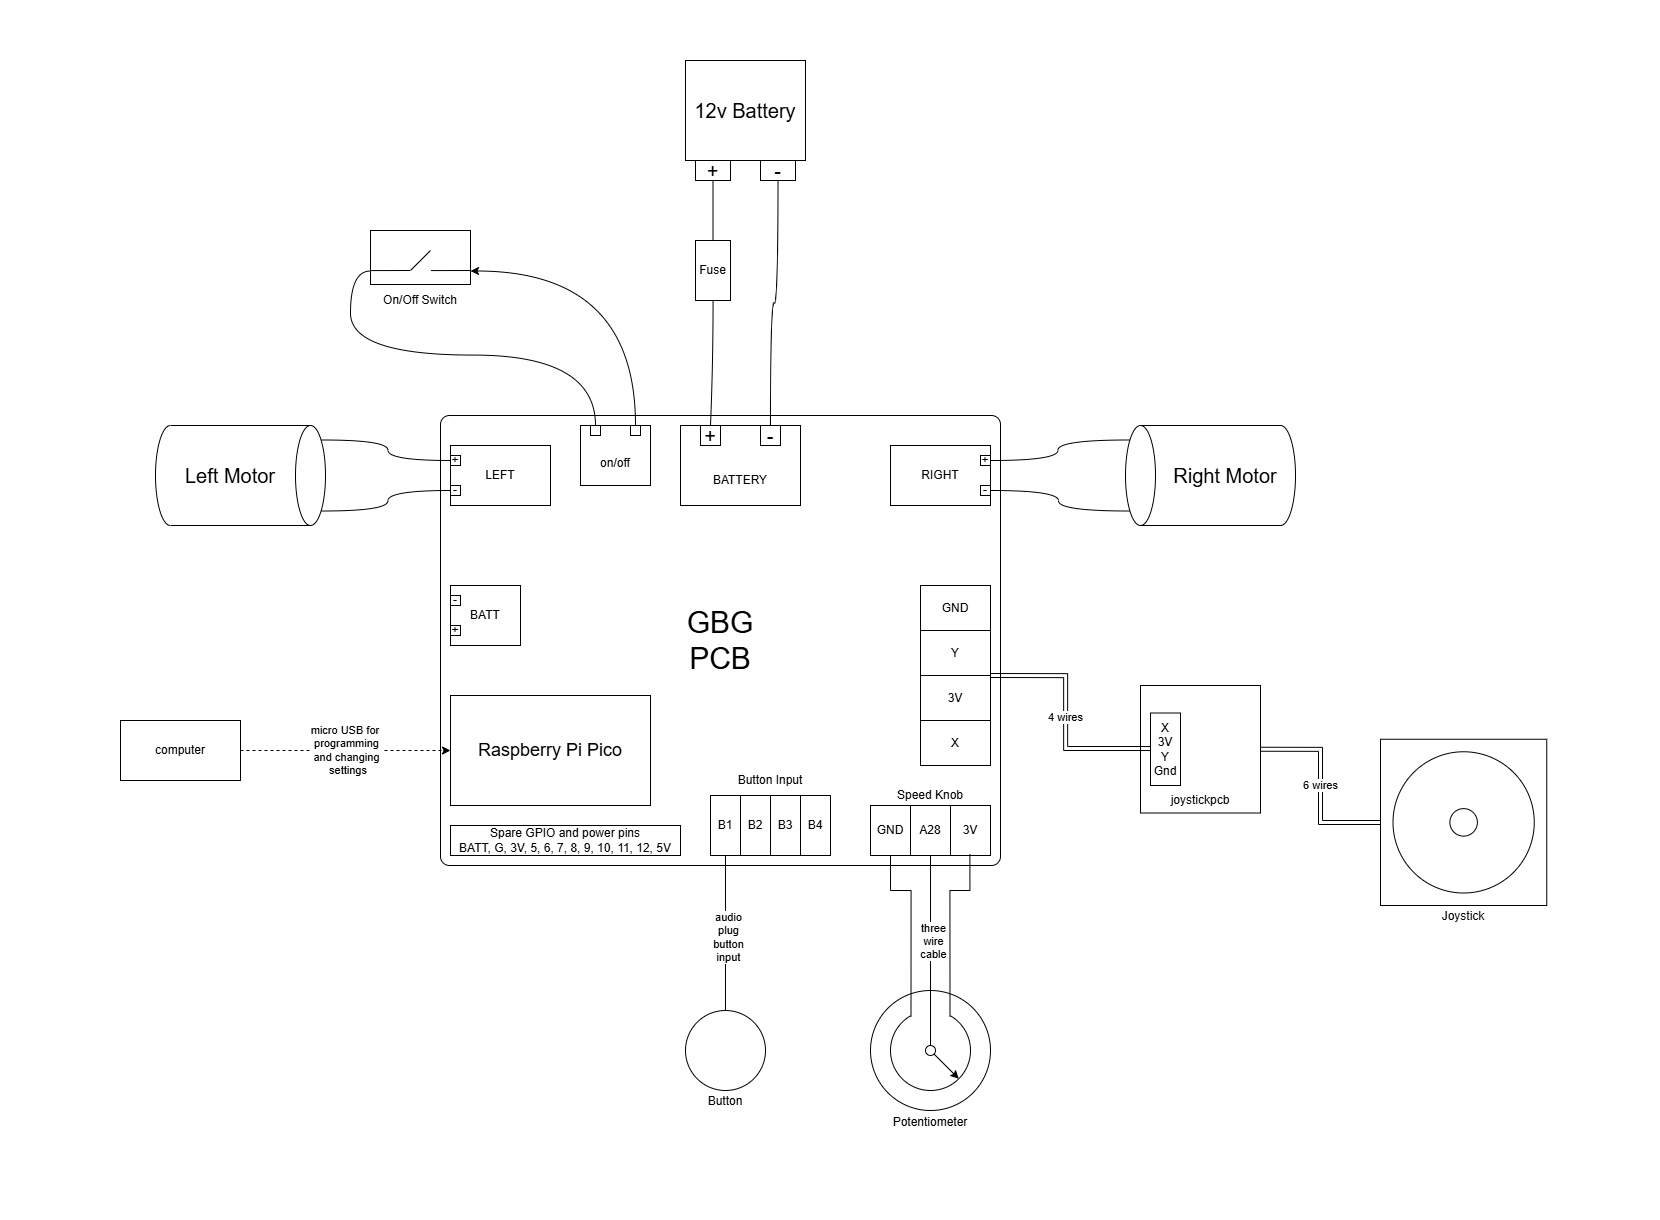 12v Battery
+
-
Fuse
On/Off Switch
Left Motor
+
-
LEFT
on/off
+
-
BATTERY
RIGHT
+
-
Right Motor
-
+
BATT
GBG
PCB
GND
Y
3V
X
4 wires
X
3V
Y
Gnd
joystickpcb
6 wires
Joystick
computer
micro USB for
programming
and changing
settings
Raspberry Pi Pico
Button Input
B1
B2
B3
B4
Speed Knob
GND
A28
3V
Spare GPIO and power pins
BATT, G, 3V, 5, 6, 7, 8, 9, 10, 11, 12, 5V
audio
plug
button
input
three
wire
cable
Button
Potentiometer